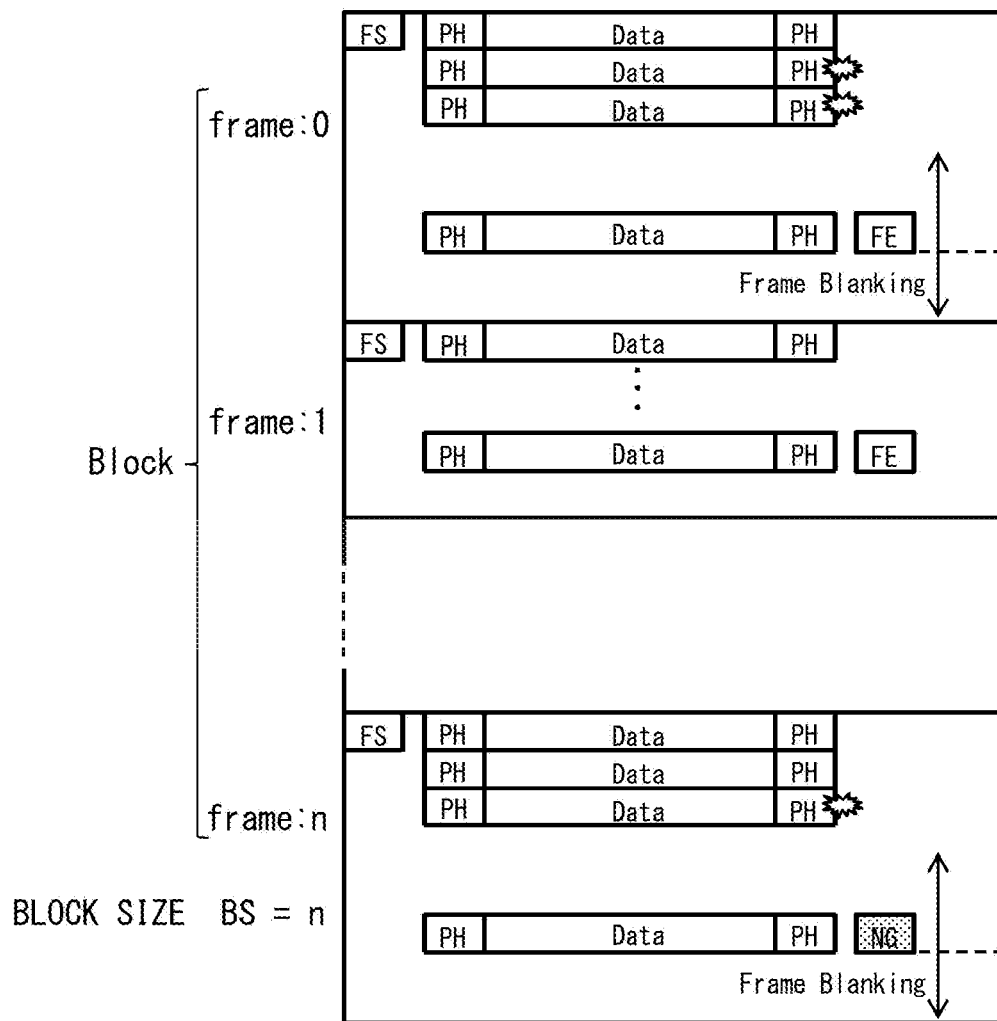 FS PH Data PH
PH Data PH
PH Data PH
frame:0
PH Data PH FE
Frame Blanking
FS PH Data PH
frame:1
PH Data PH FE
Block
FS PH Data PH
PH Data PH
PH Data PH
frame:n
BLOCK SIZE BS = n
PH Data PH NG
Frame Blanking